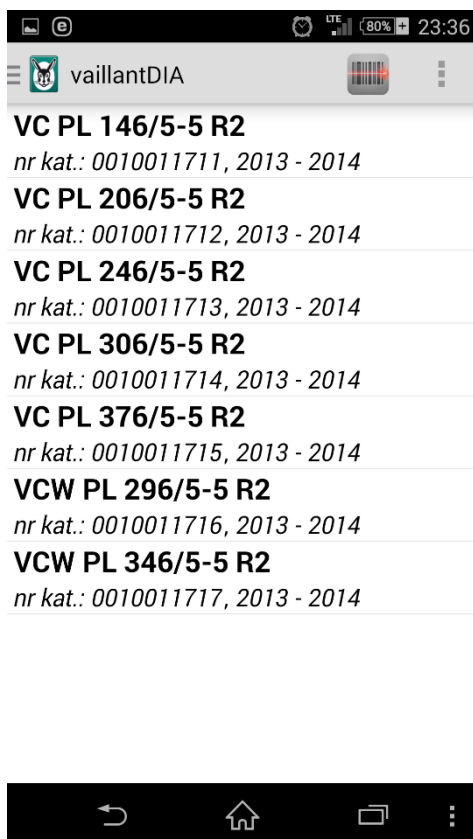 e LTE 80% 23:36
vaillantDIA
VC PL 146/5-5 R2
nr kat.: 0010011711, 2013 - 2014
VC PL 206/5-5 R2
nr kat.: 0010011712, 2013 - 2014
VC PL 246/5-5 R2
nr kat.: 0010011713, 2013 - 2014
VC PL 306/5-5 R2
nr kat.: 0010011714, 2013 - 2014
VC PL 376/5-5 R2
nr kat.: 0010011715, 2013 - 2014
VCW PL 296/5-5 R2
nr kat.: 0010011716, 2013 - 2014
VCW PL 346/5-5 R2
nr kat.: 0010011717, 2013 - 2014